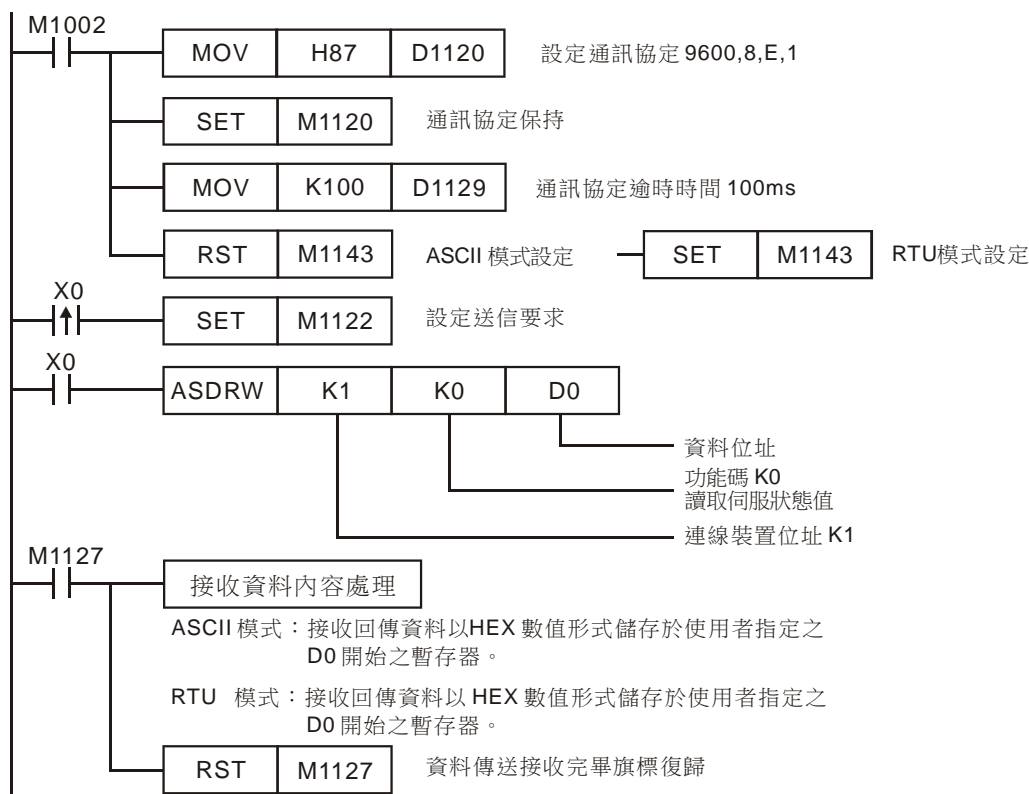 M1002
MOV H87 D1120 設定通訊協定 9600,8,E,1
SET M1120 通訊協定保持
MOV K100 D1129 通訊協定逾時時間 100ms
RST M1143 ASCII 模式設定 SET M1143 RTU模式設定
X0
SET M1122 設定送信要求
X0
ASDRW K1 K0 D0
資料位址
功能碼 K0
讀取伺服狀態值
連線裝置位址 K1
M1127
接收資料內容處理
ASCII 模式：接收回傳資料以HEX 數值形式儲存於使用者指定之
D0 開始之暫存器。
RTU 模式：接收回傳資料以 HEX 數值形式儲存於使用者指定之
D0 開始之暫存器。
RST M1127 資料傳送接收完畢旗標復歸